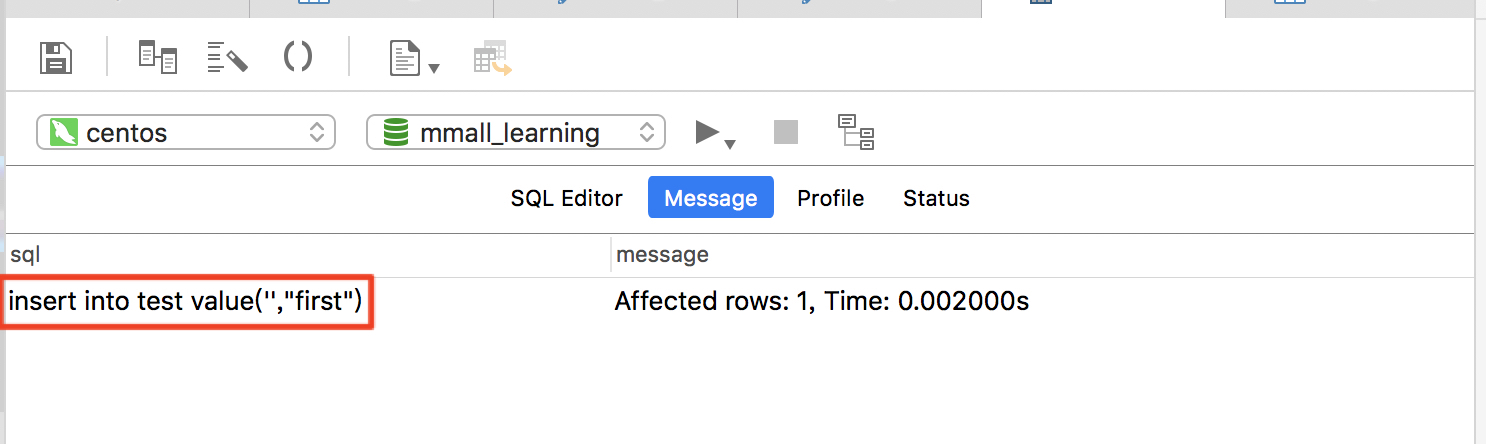 centos
mmall_learning
SQL Editor Message Profile Status
sql message
insert into test value('',"first") Affected rows: 1, Time: 0.002000s